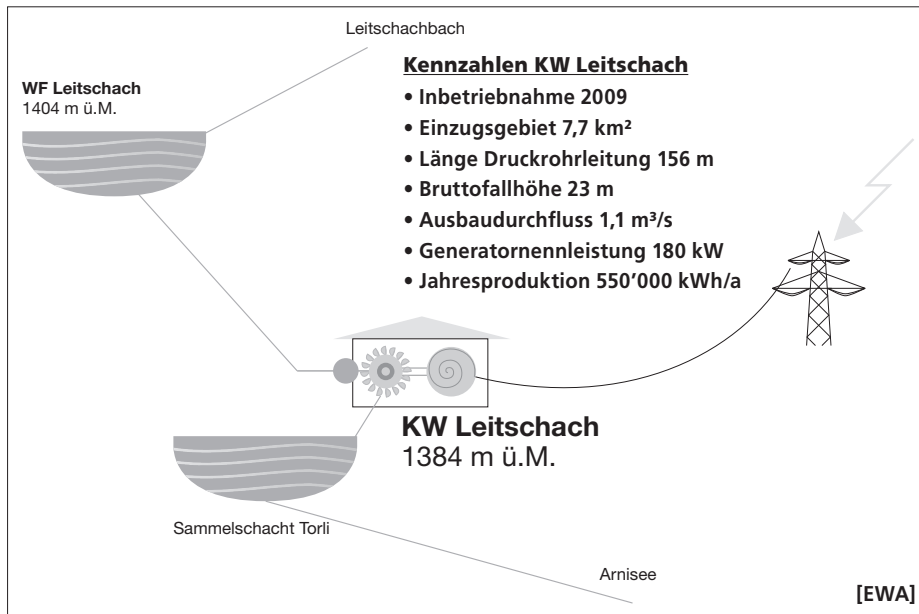 Leitschachbach
WF Leitschach
1404 m ü.M.
Kennzahlen KW Leitschach
• Inbetriebnahme 2009
• Einzugsgebiet 7,7 km²
• Länge Druckrohrleitung 156 m
• Bruttofallhöhe 23 m
• Ausbaudurchfluss 1,1 m³/s
• Generatornennleistung 180 kW
• Jahresproduktion 550’000 kWh/a
KW Leitschach
1384 m ü.M.
Sammelschacht Torli
Arnisee
[EWA]